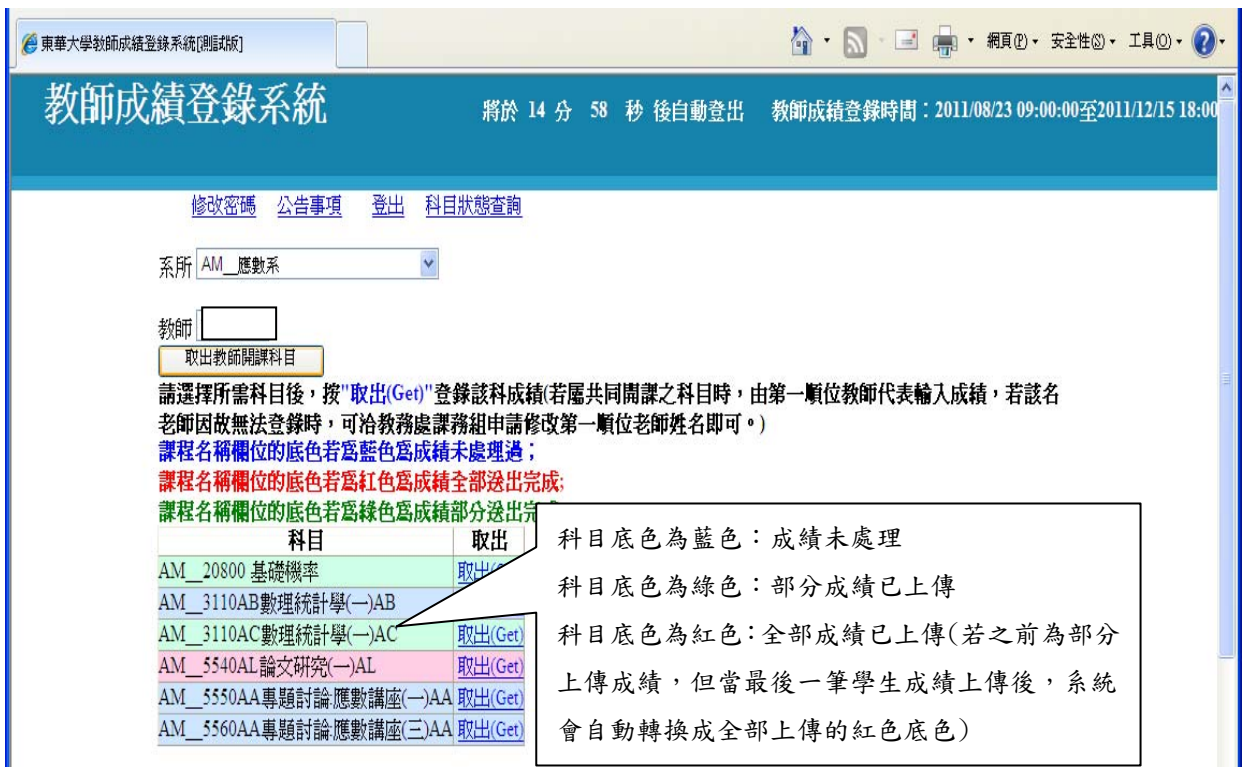 東華大學教師成績登錄系統[測試版]
網頁(P) 安全性(S) 工具(O)
教師成績登錄系統 將於 14 分 58 秒 後自動登出 教師成績登錄時間：2011/08/23 09:00:00至2011/12/15 18:00
修改密碼 公告事項 登出 科目狀態查詢
系所 AM__應數系
教師
取出教師開課科目
請選擇所需科目後，按"取出(Get)"登錄該科成績(若屬共同開課之科目時，由第一順位教師代表輸入成績，若該名
老師因故無法登錄時，可洽教務處課務組申請修改第一順位老師姓名即可。)
課程名稱欄位的底色若為藍色為成績未處理過；
課程名稱欄位的底色若為紅色為成績全部送出完成;
課程名稱欄位的底色若為綠色為成績部分送出完
科目 取出
AM__20800 基礎機率 取出
AM__3110AB數理統計學(一)AB
AM__3110AC數理統計學(一)AC 取出(Get)
AM__5540AL論文研究(一)AL 取出(Get)
AM__5550AA專題討論:應數講座(一)AA 取出(Get)
AM__5560AA專題討論:應數講座(三)AA 取出(Get)
科目底色為藍色：成績未處理
科目底色為綠色：部分成績已上傳
科目底色為紅色：全部成績已上傳(若之前為部分
上傳成績，但當最後一筆學生成績上傳後，系統
會自動轉換成全部上傳的紅色底色)